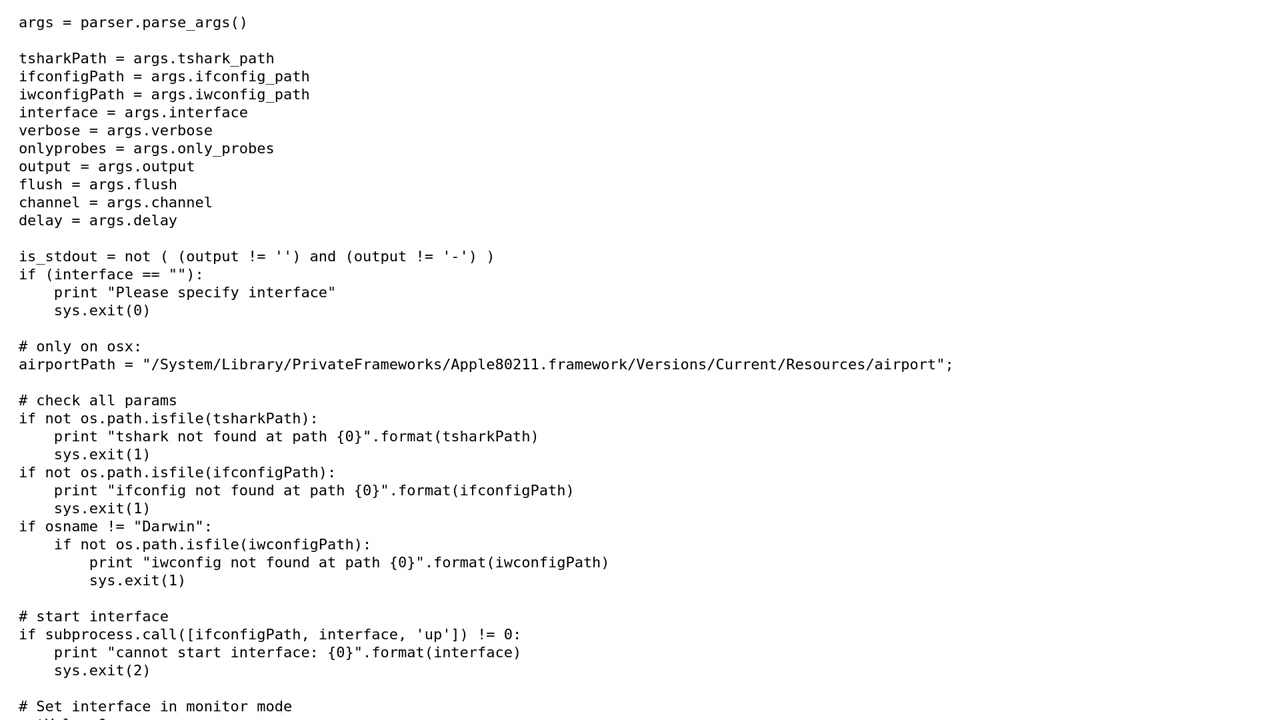 args = parser.parse_args()

tsharkPath = args.tshark_path
ifconfigPath = args.ifconfig_path
iwconfigPath = args.iwconfig_path
interface = args.interface
verbose = args.verbose
onlyprobes = args.only_probes
output = args.output
flush = args.flush
channel = args.channel
delay = args.delay

is_stdout = not ( (output != '') and (output != '-') )
if (interface == ""):
    print "Please specify interface"
    sys.exit(0)

# only on osx:
airportPath = "/System/Library/PrivateFrameworks/Apple80211.framework/Versions/Current/Resources/airport";

# check all params
if not os.path.isfile(tsharkPath):
    print "tshark not found at path {0}".format(tsharkPath)
    sys.exit(1)
if not os.path.isfile(ifconfigPath):
    print "ifconfig not found at path {0}".format(ifconfigPath)
    sys.exit(1)
if osname != "Darwin":
    if not os.path.isfile(iwconfigPath):
        print "iwconfig not found at path {0}".format(iwconfigPath)
        sys.exit(1)

# start interface
if subprocess.call([ifconfigPath, interface, 'up']) != 0:
    print "cannot start interface: {0}".format(interface)
    sys.exit(2)

# Set interface in monitor mode